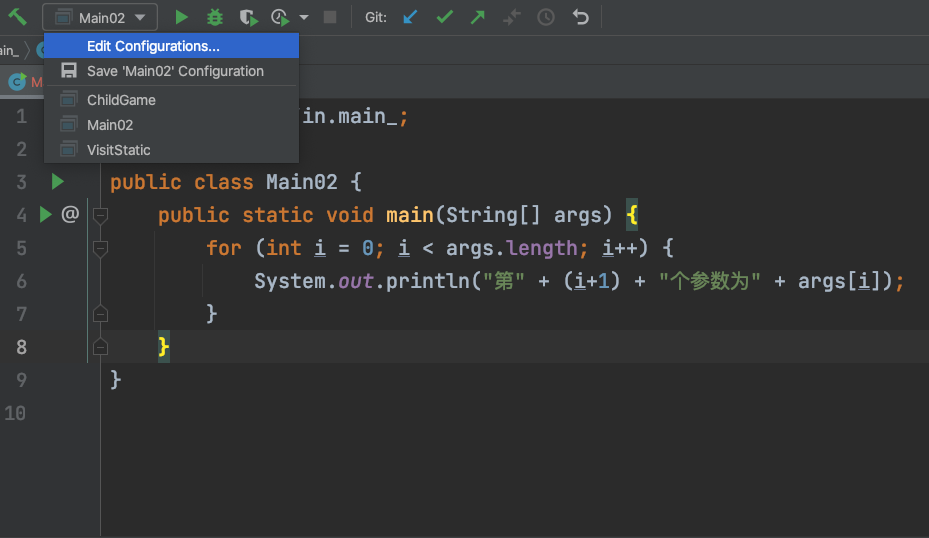 Main02
Git:
Edit Configurations...
Save 'Main02' Configuration
ChildGame
Main02
VisitStatic
1 in.main_;
2
3 public class Main02 {
4 @ public static void main(String[] args) {
5 for (int i = 0; i < args.length; i++) {
6 System.out.println("第" + (i+1) + "个参数为" + args[i]);
7 }
8 }
9 }
10